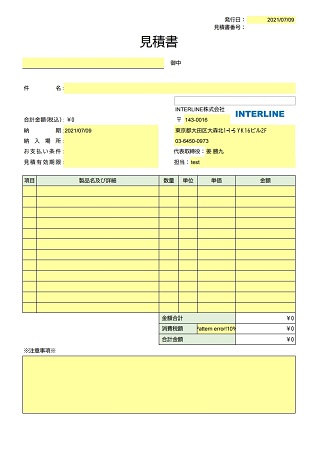 発行日： 2021/07/09
見積書番号：
見積書
御中
件 名：
INTERLINE株式会社
INTERLINE
合計金額(税込)： ¥0
〒 143-0016
納 期： 2021/07/09
東京都大田区大森北1-1-5 YK16ビル2F
納 入 場 所：
03-6450-0973
お支払い条件：
代表取締役：姜 勝九
見積有効期限：
担当： test
項目 製品名及び詳細 数量 単位 単価 金額
金額合計 ¥0
消費税額 Pattern error!10% ¥0
合計金額 ¥0
※注意事項※